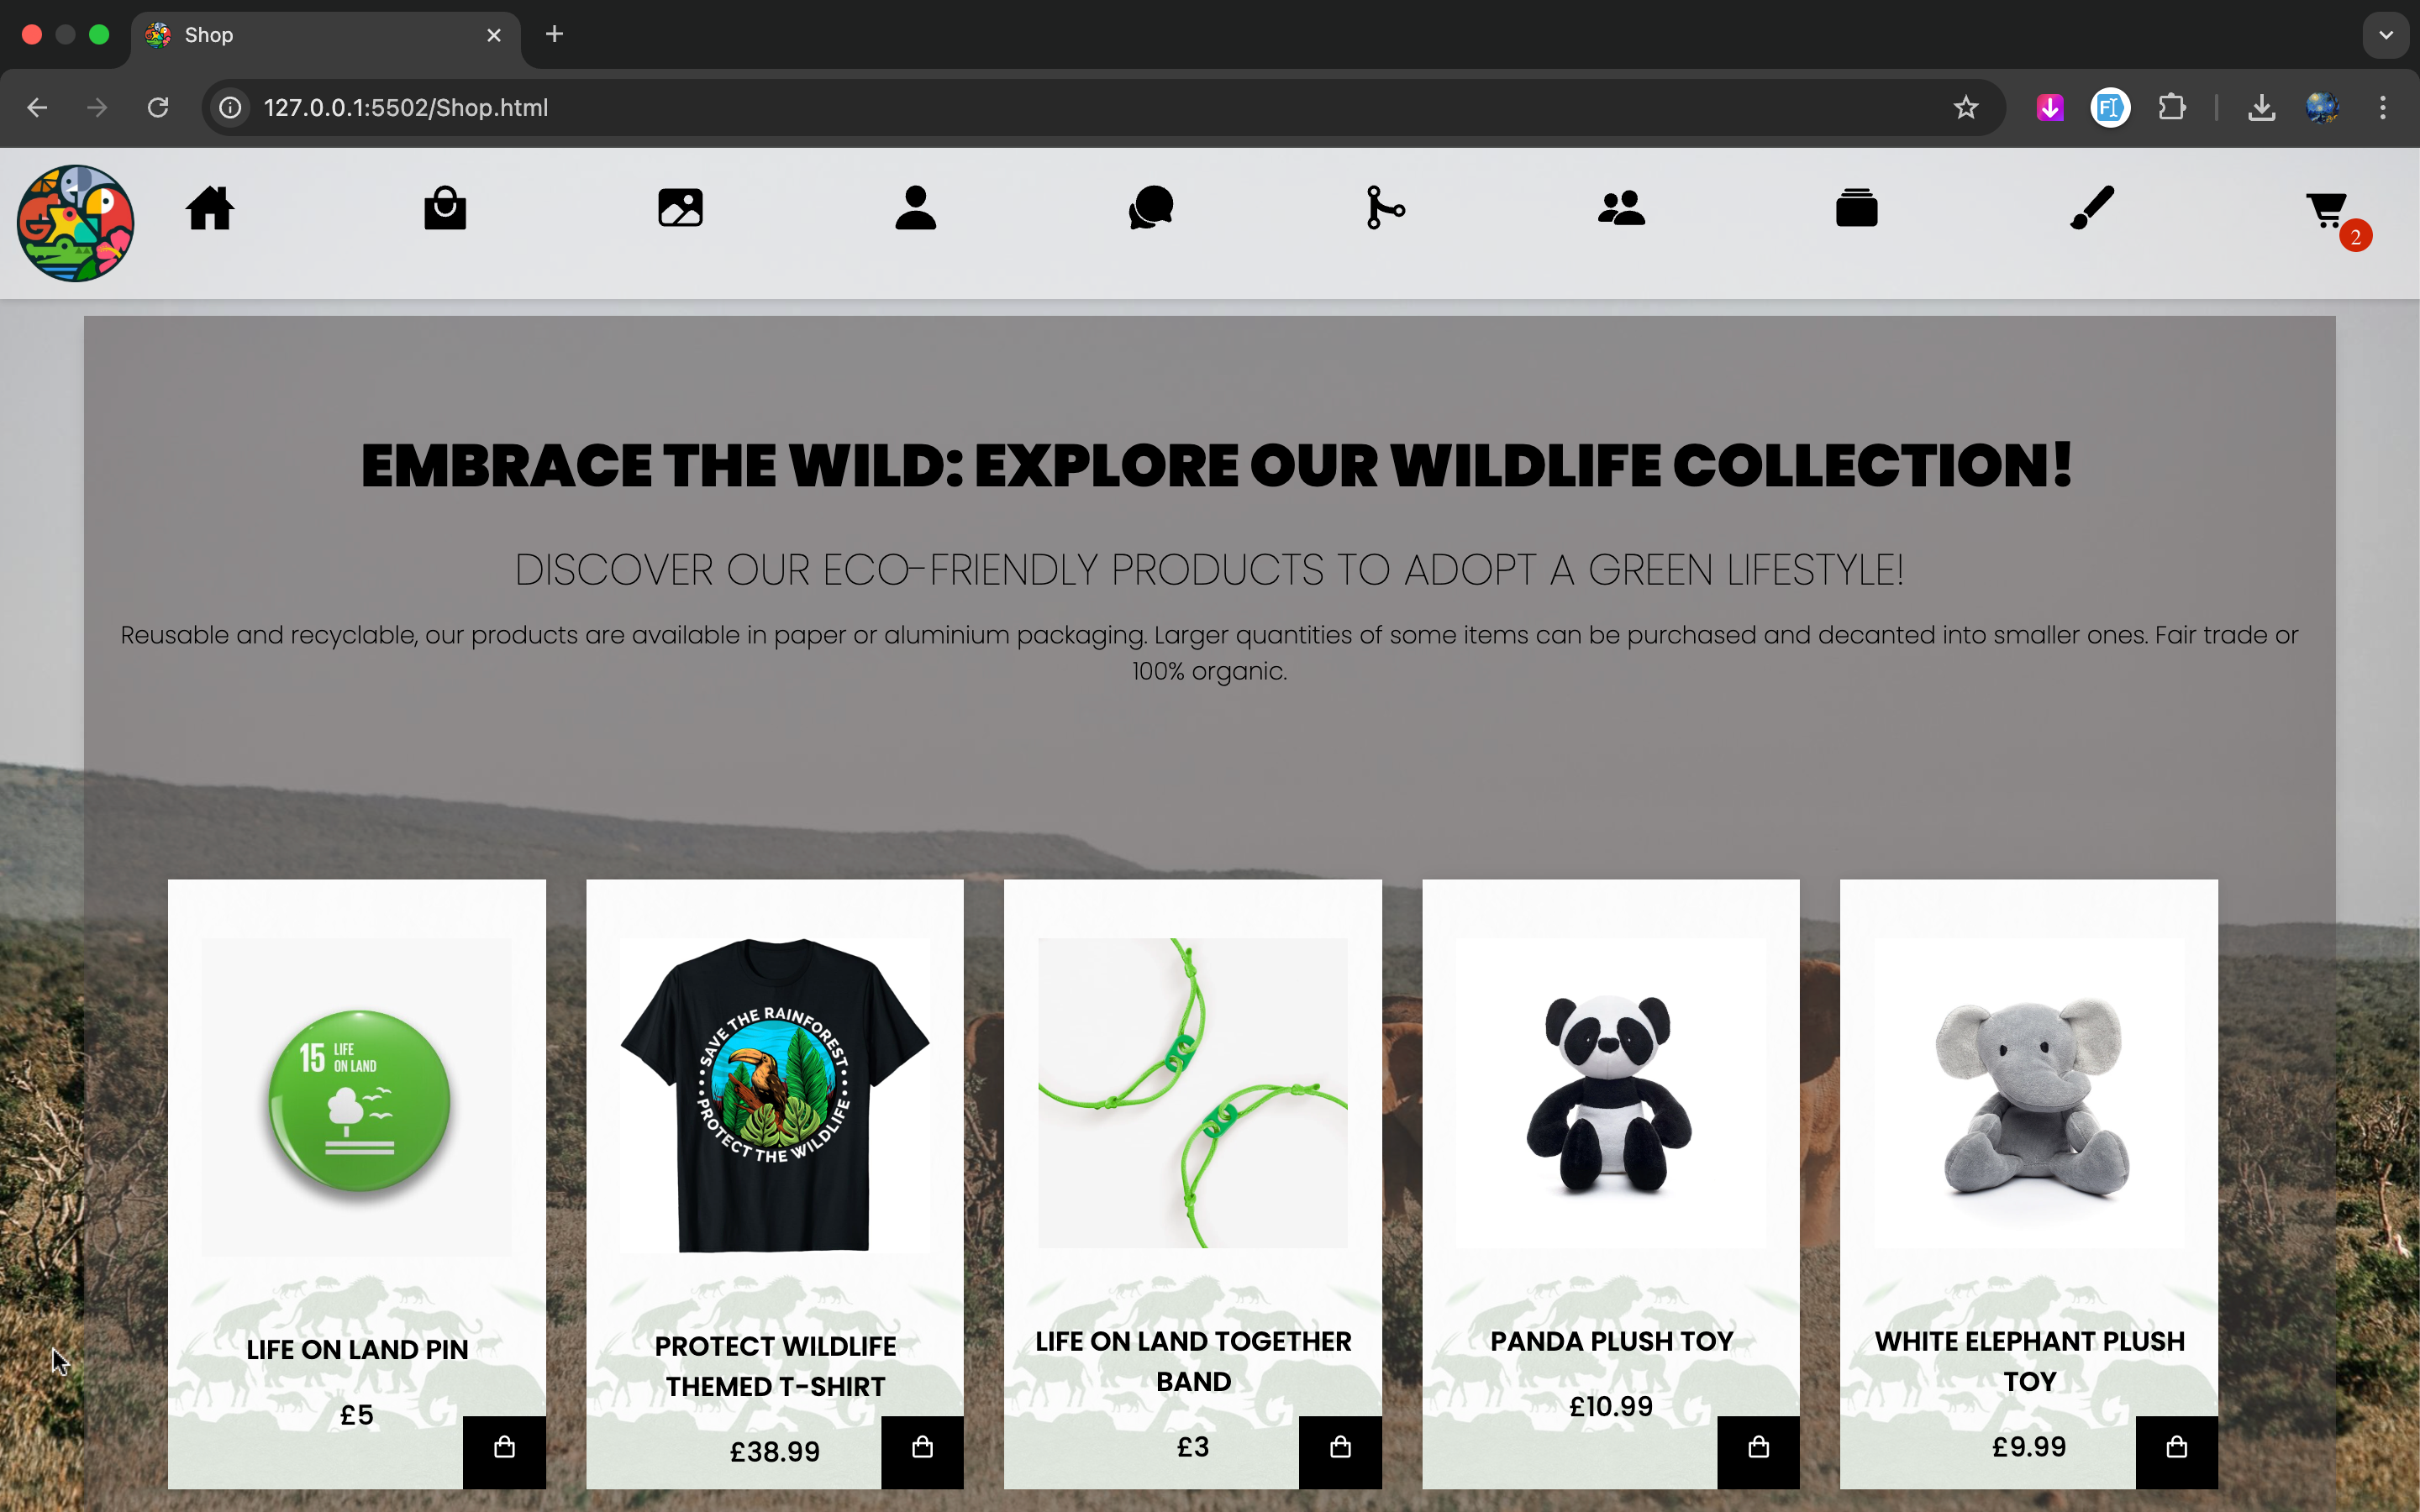 Shop
127.0.0.1:5502/Shop.html
2
EMBRACE THE WILD: EXPLORE OUR WILDLIFE COLLECTION!
DISCOVER OUR ECO-FRIENDLY PRODUCTS TO ADOPT A GREEN LIFESTYLE!
Reusable and recyclable, our products are available in paper or aluminium packaging. Larger quantities of some items can be purchased and decanted into smaller ones. Fair trade or
100% organic.
15 LIFE
ON LAND
SAVE THE RAINFOREST
PROTECT THE WILDLIFE
LIFE ON LAND PIN
£5
PROTECT WILDLIFE
THEMED T-SHIRT
£38.99
LIFE ON LAND TOGETHER
BAND
£3
PANDA PLUSH TOY
£10.99
WHITE ELEPHANT PLUSH
TOY
£9.99